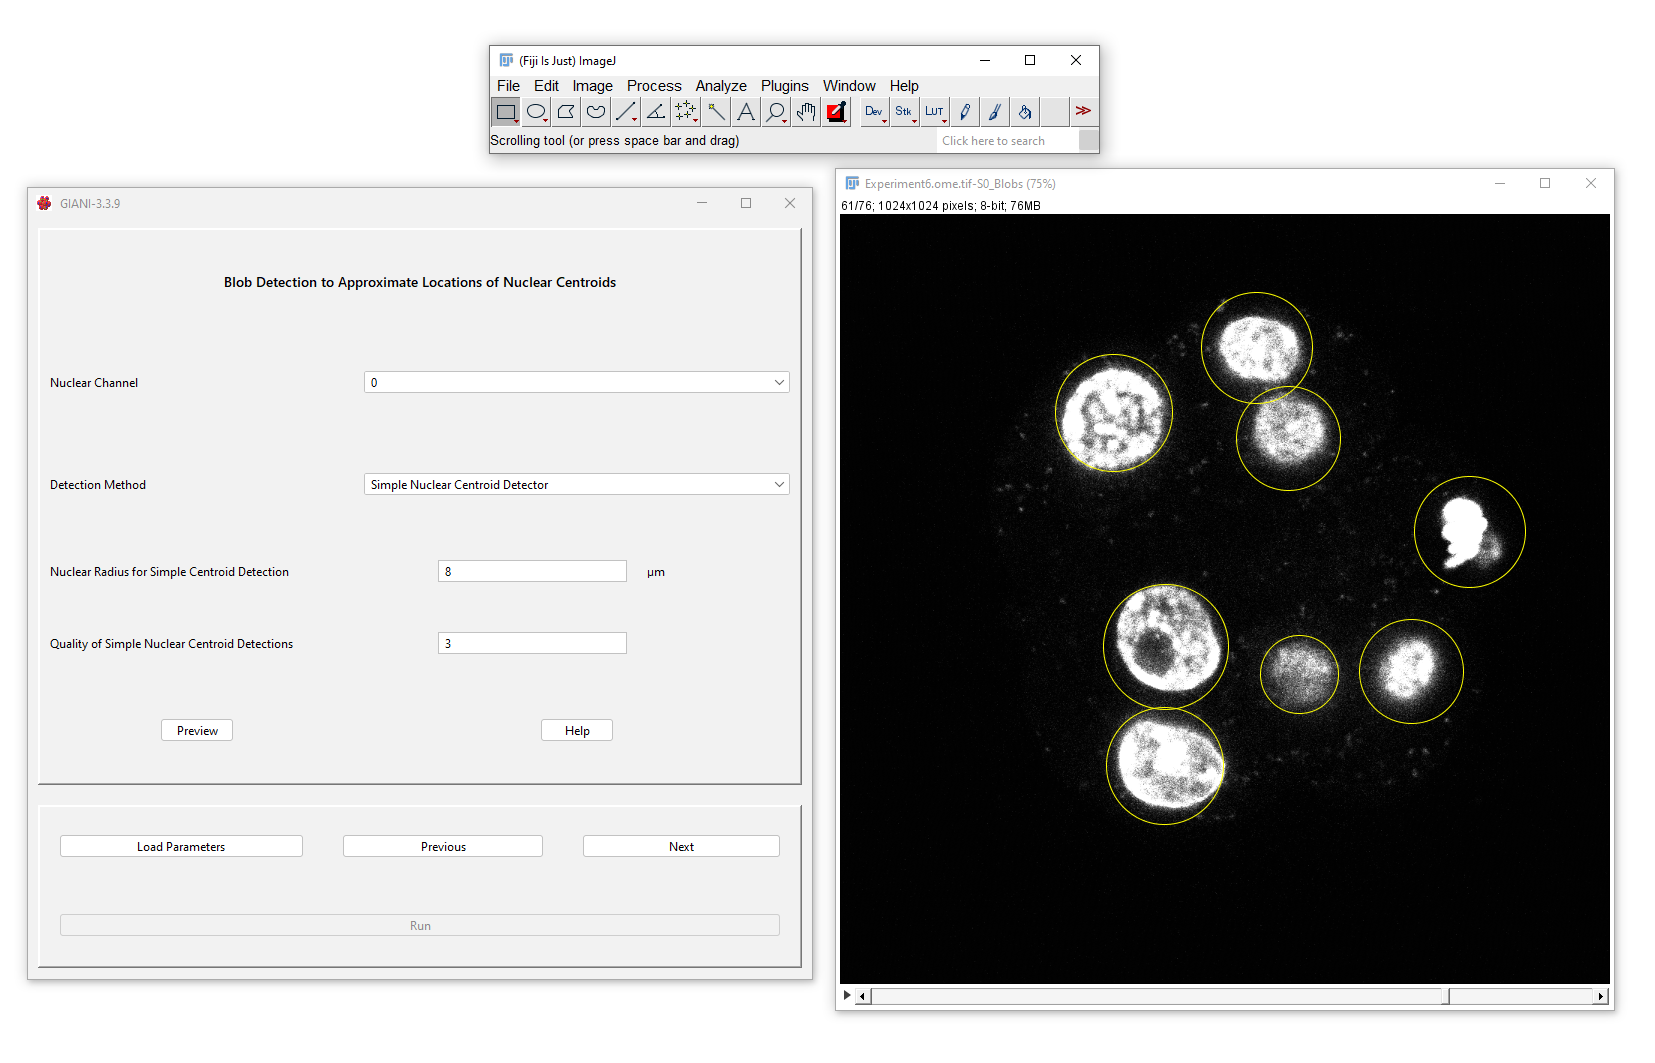 (Fiji Is Just) ImageJ
File Edit Image Process Analyze Plugins Window Help
Dev Stk LUT
Scrolling tool (or press space bar and drag)
Click here to search
GIANI-3.3.9
Blob Detection to Approximate Locations of Nuclear Centroids
Nuclear Channel
0
Detection Method
Simple Nuclear Centroid Detector
Nuclear Radius for Simple Centroid Detection
8
µm
Quality of Simple Nuclear Centroid Detections
3
Preview
Help
Load Parameters
Previous
Next
Run
Experiment6.ome.tif-S0_Blobs (75%)
61/76; 1024x1024 pixels; 8-bit; 76MB